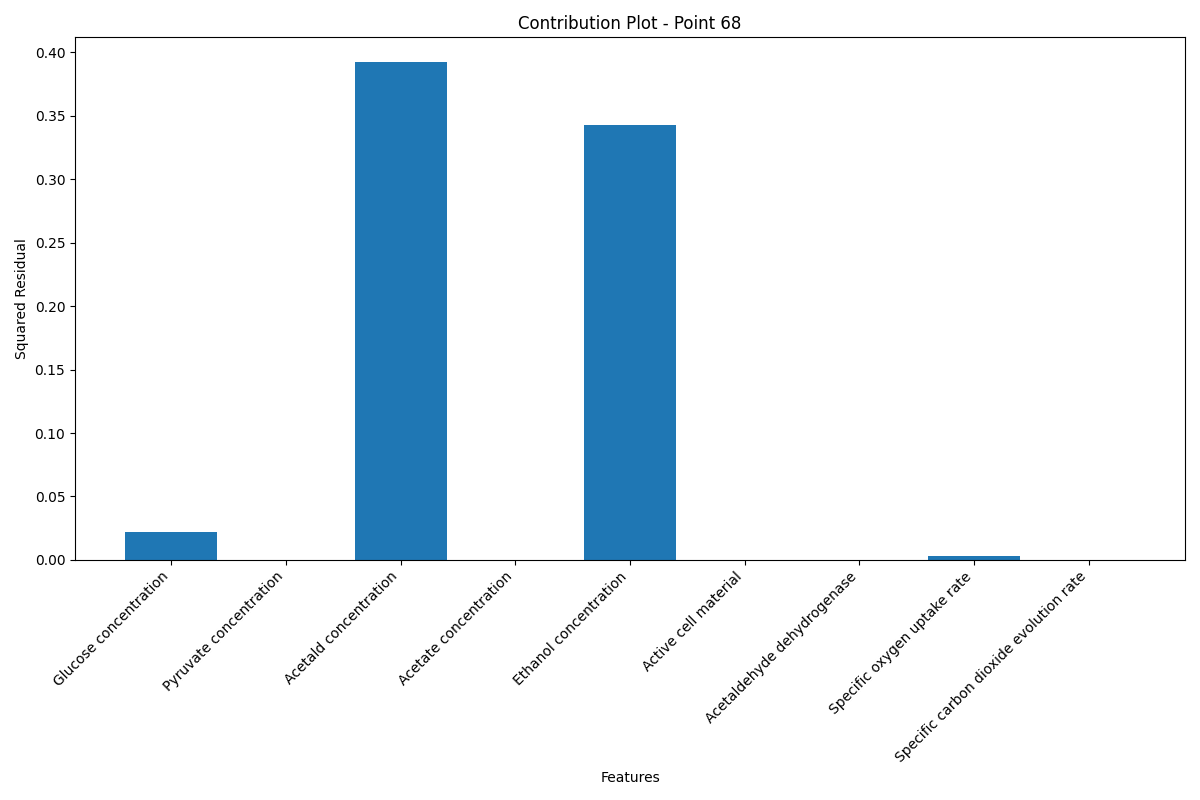 Contribution Plot - Point 68
Squared Residual
0.40
0.35
0.30
0.25
0.20
0.15
0.10
0.05
0.00
Glucose concentration
Pyruvate concentration
Acetald concentration
Acetate concentration
Ethanol concentration
Active cell material
Acetaldehyde dehydrogenase
Specific oxygen uptake rate
Specific carbon dioxide evolution rate
Features